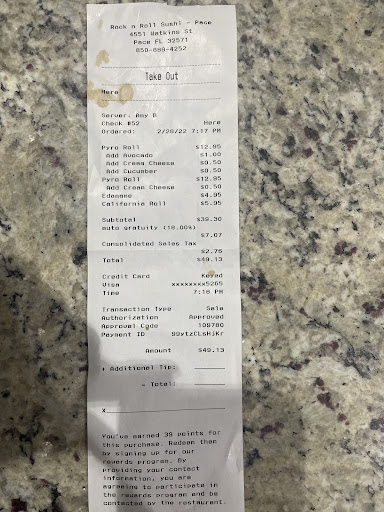 Rock n Roll Sushi - Pace
4551 Watkins St
Pace FL 32571
850-889-4252
Take Out
Here
Server: Any B
Check #52 Here
Ordered: 2/20/22 7:17 PM
Pyro Roll $12.95
Add Avocado $1.00
Add Cream Cheese $0.50
Add Cucumber $0.50
Pyro Roll $12.95
Add Cream Cheese $0.50
Edamame $4.95
California Roll $5.95
Subtotal $39.30
auto gratuity (18.00%)
$7.07
Consolidated Sales Tax
$2.76
Total $49.13
Credit Card Keyed
Visa xxxxxxxx5265
Time 7:18 PM
Transaction Type Sale
Authorization Approved
Approval Code 109780
Payment ID
Amount $49.13
+ Additional Tip:
= Total:
X
You've earned 39 points for
this purchase. Redeem them
by signing up for our
rewards program. By
providing your contact
information, you are
agreeing to participate in
the rewards program and be
contacted by the restaurant.